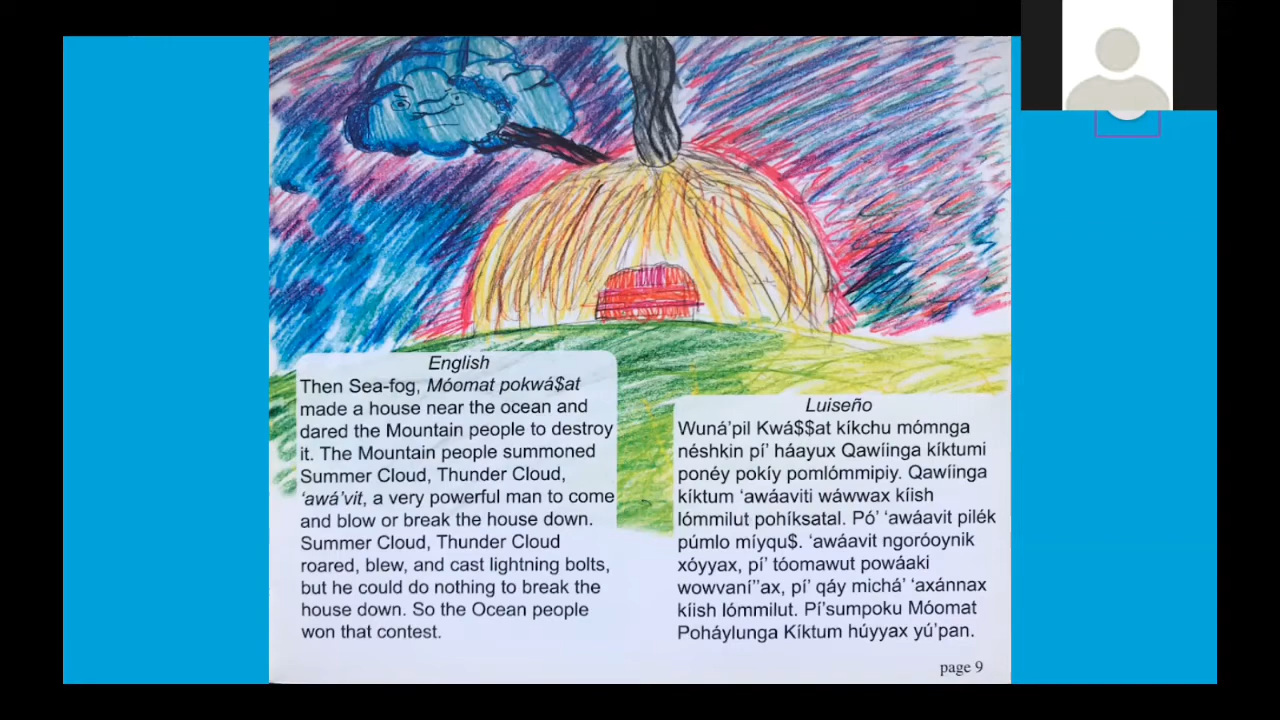 English
Then Sea-fog, Móomat pokwá$at
made a house near the ocean and
dared the Mountain people to destroy
it. The Mountain people summoned
Summer Cloud, Thunder Cloud,
‘awá’vit, a very powerful man to come
and blow or break the house down.
Summer Cloud, Thunder Cloud
roared, blew, and cast lightning bolts,
but he could do nothing to break the
house down. So the Ocean people
won that contest.
Luiseño
Wuná’pil Kwá$$at kíkchu mómnga
néshkin pí’ háayux Qawíinga kíktumi
ponéy pokíy pomlómmipiy. Qawíinga
kíktum ‘awáaviti wáwwax kíish
lómmilut pohíksatal. Pó’ ‘awáavit pilék
púmlo míyqu$. ‘awáavit ngoróoynik
xóyyax, pí’ tóomawut powáaki
wowvaní’’ax, pí’ qáy michá’ ‘axánnax
kíish lómmilut. Pí’sumpoku Móomat
Poháylunga Kíktum húyyax yú’pan.
page 9